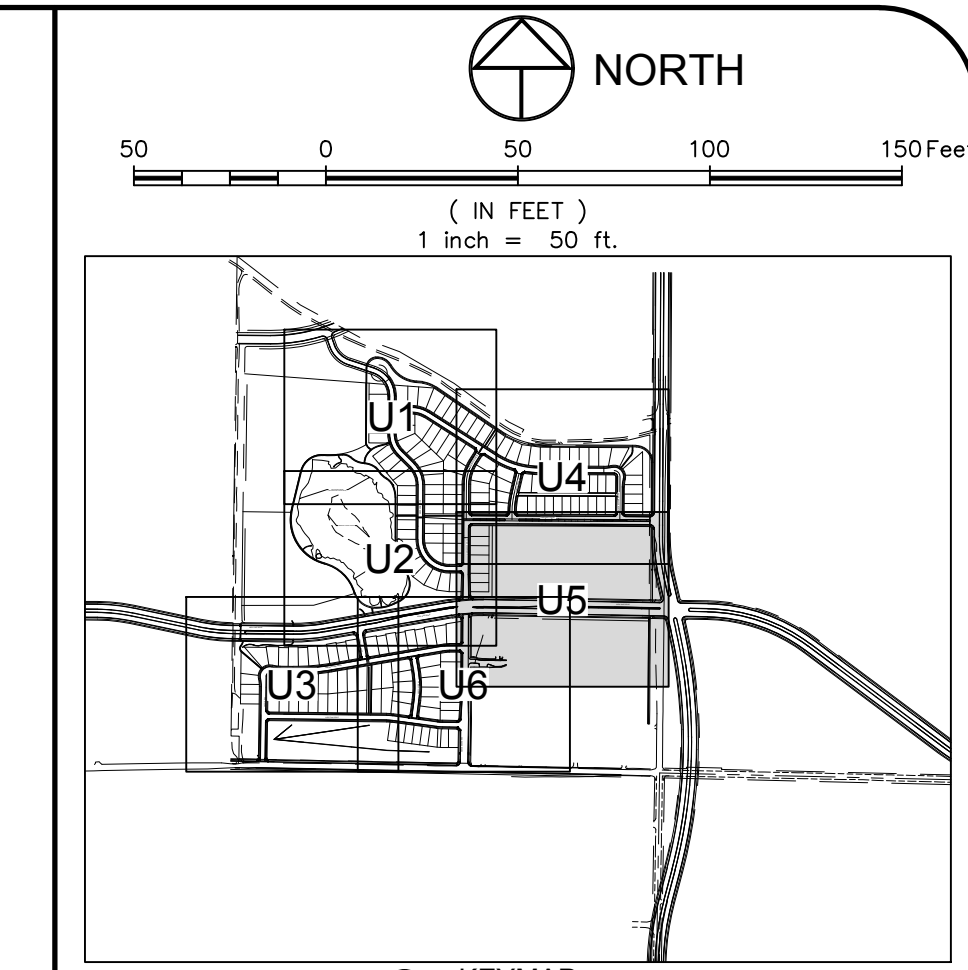 NORTH
50 0 50 100 150 Feet
( IN FEET )
1 inch = 50 ft.
U1
U4
U2
U5
U3
U6
KEYMAP